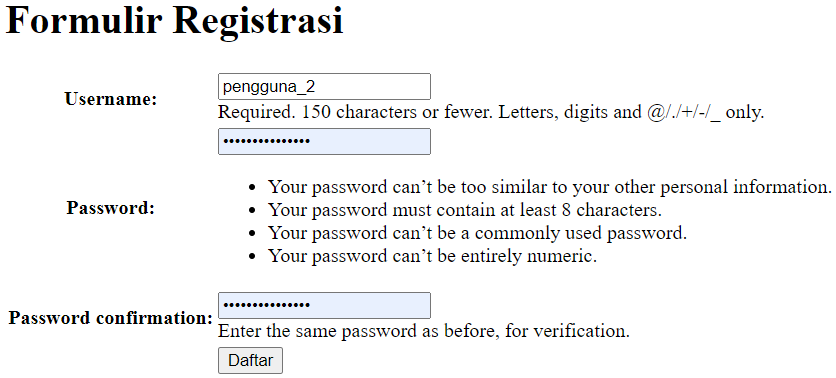 Formulir Registrasi
Username:
pengguna_2
Required. 150 characters or fewer. Letters, digits and @/./+/-/_ only.
Password:
•••••••••••••••
• Your password can’t be too similar to your other personal information.
• Your password must contain at least 8 characters.
• Your password can’t be a commonly used password.
• Your password can’t be entirely numeric.
Password confirmation:
•••••••••••••••
Enter the same password as before, for verification.
Daftar